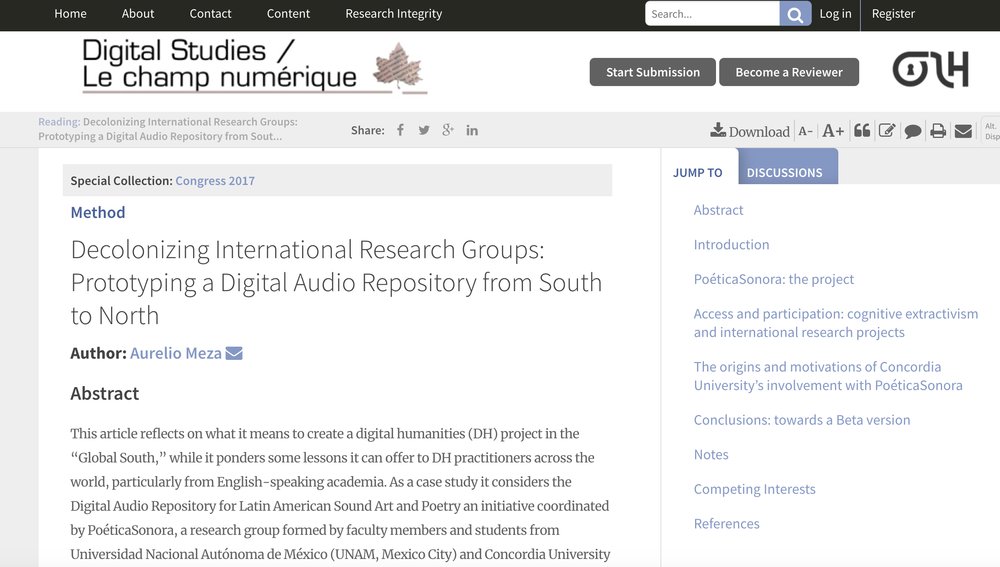 Home About Contact Content Research Integrity Search... Log in Register
Digital Studies /
Le champ numérique
Start Submission Become a Reviewer
Reading: Decolonizing International Research Groups:
Prototyping a Digital Audio Repository from Sout...
Share:
Download A- A+
Alt.
Disp
Special Collection: Congress 2017
Method
Decolonizing International Research Groups:
Prototyping a Digital Audio Repository from South
to North
Author: Aurelio Meza
Abstract
This article reflects on what it means to create a digital humanities (DH) project in the
“Global South,” while it ponders some lessons it can offer to DH practitioners across the
world, particularly from English-speaking academia. As a case study it considers the
Digital Audio Repository for Latin American Sound Art and Poetry an initiative coordinated
by PoéticaSonora, a research group formed by faculty members and students from
Universidad Nacional Autónoma de México (UNAM, Mexico City) and Concordia University
JUMP TO DISCUSSIONS
Abstract
Introduction
PoéticaSonora: the project
Access and participation: cognitive extractivism
and international research projects
The origins and motivations of Concordia
University’s involvement with PoéticaSonora
Conclusions: towards a Beta version
Notes
Competing Interests
References